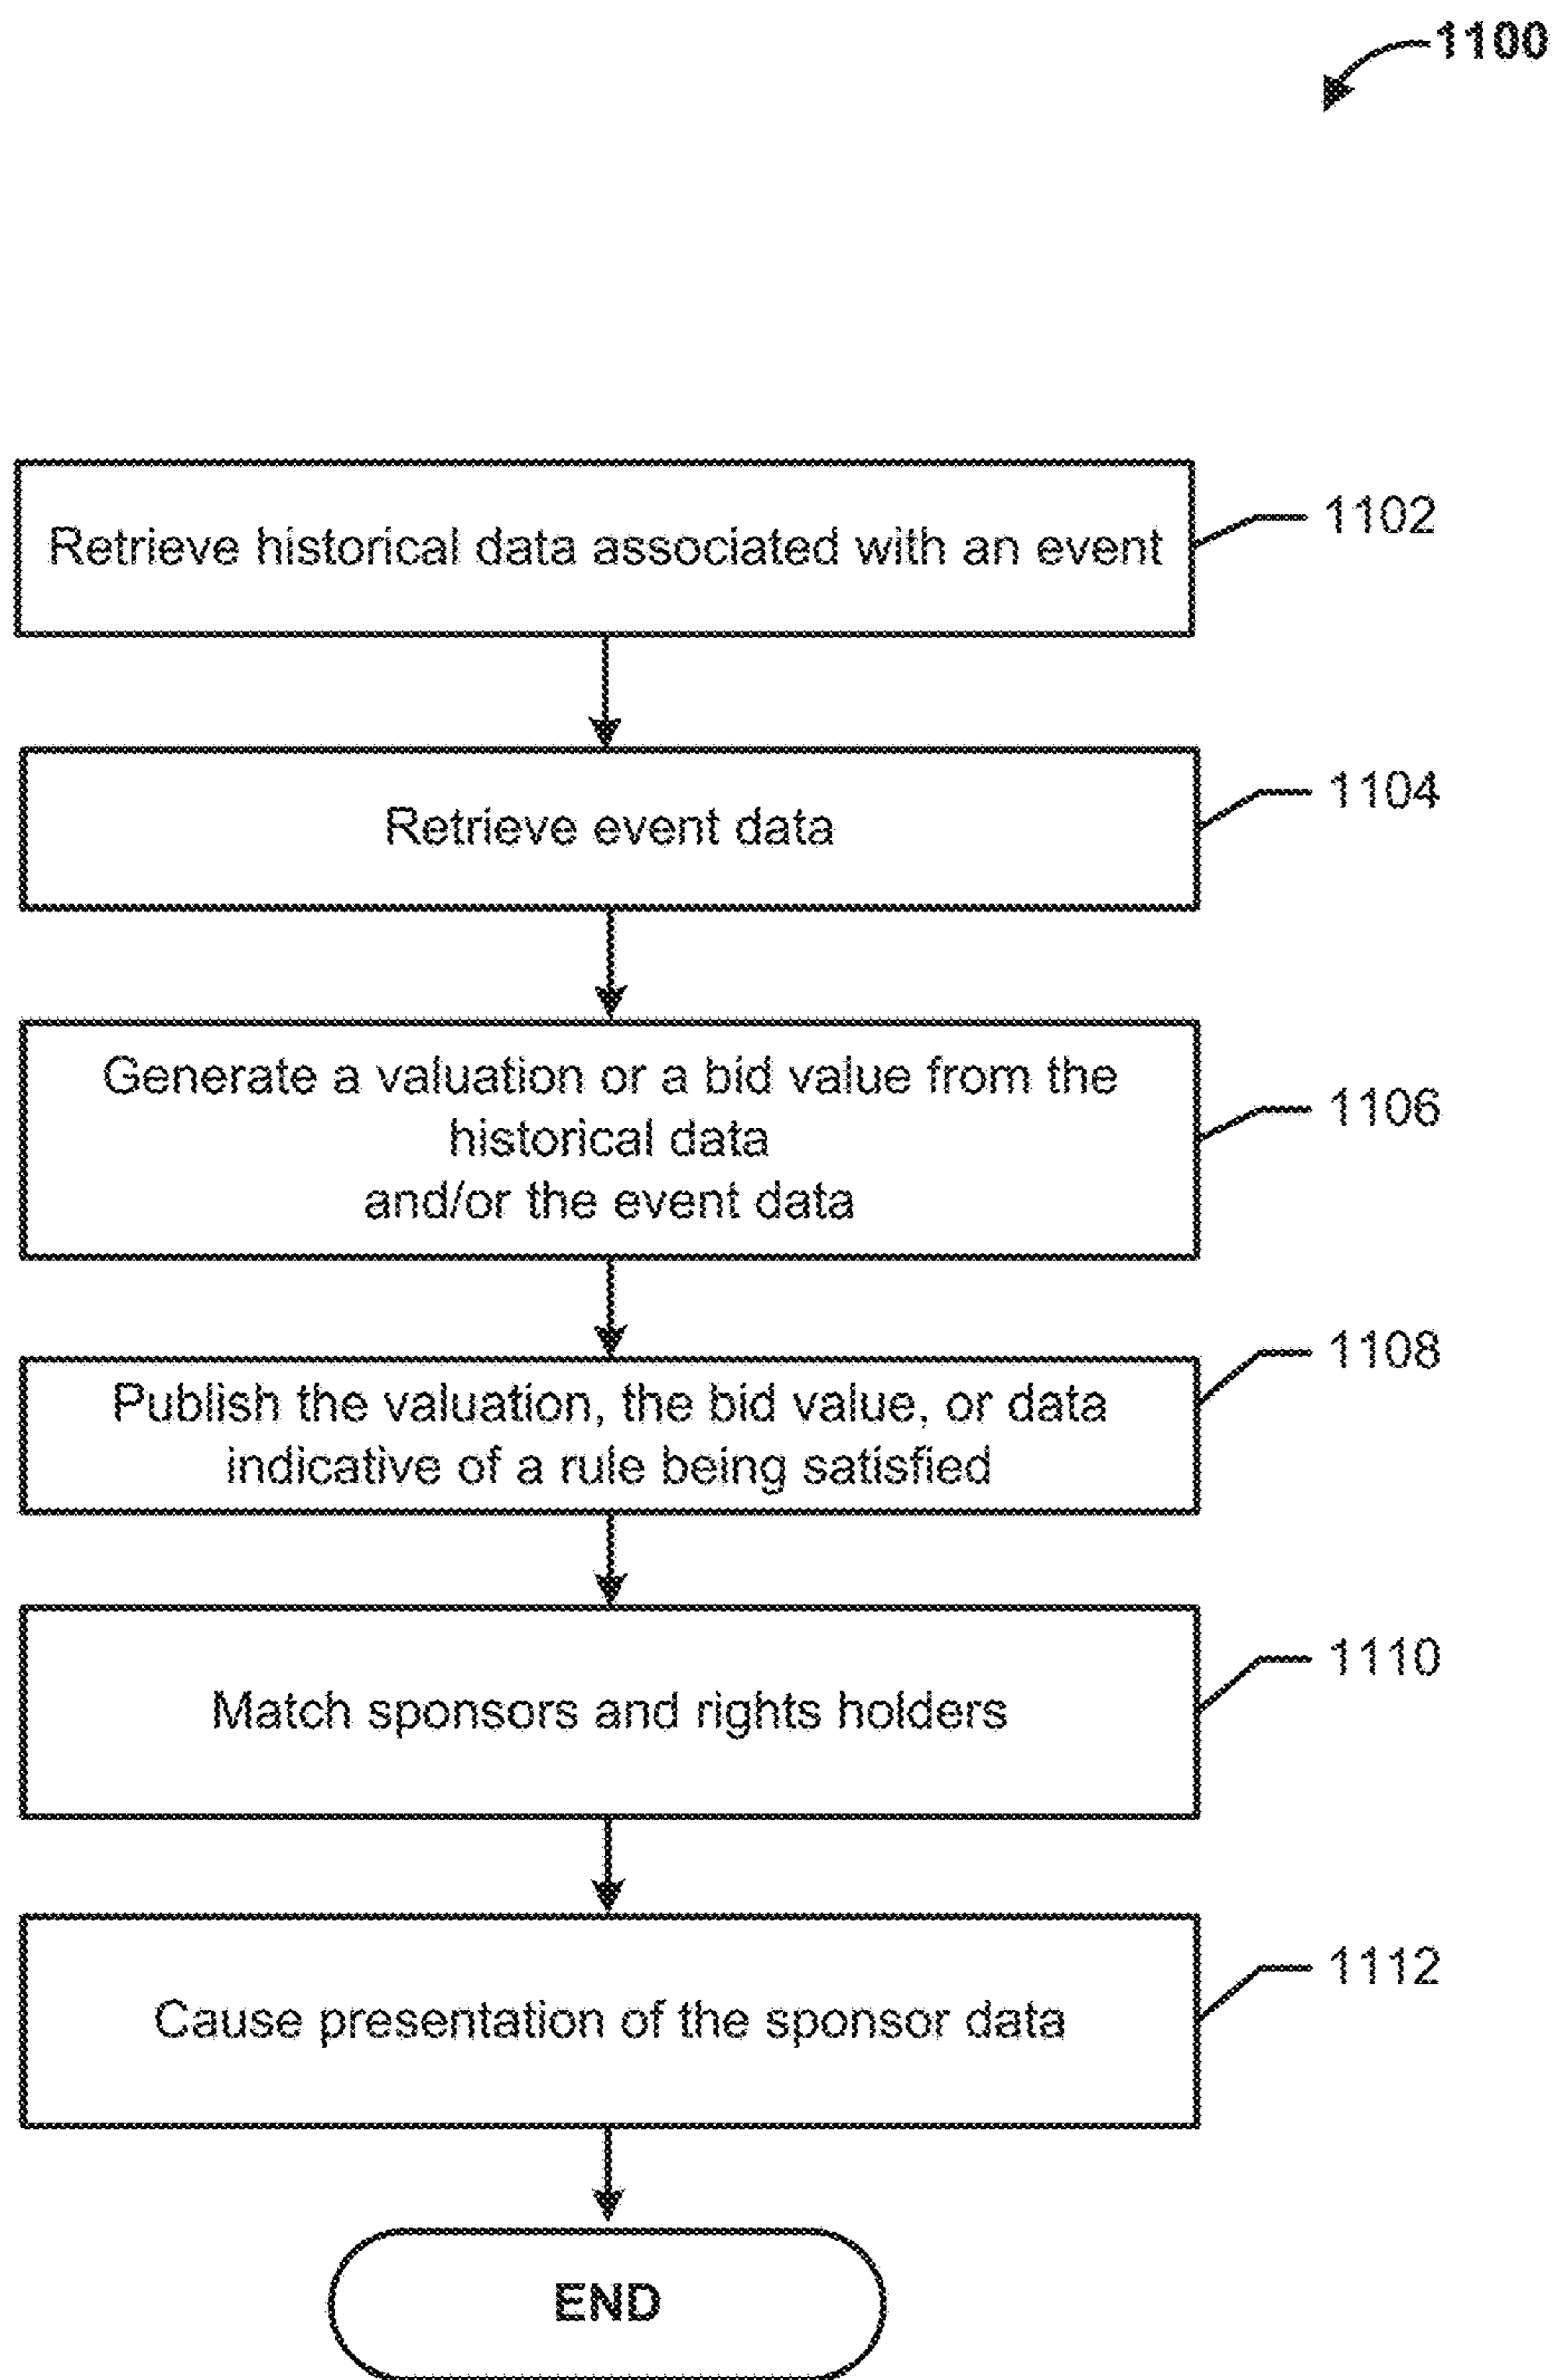 1100
Retrieve historical data associated with an event
1102
Retrieve event data
1104
Generate a valuation or a bid value from the
historical data
and/or the event data
1106
Publish the valuation, the bid value, or data
indicative of a rule being satisfied
1108
Match sponsors and rights holders
1110
Cause presentation of the sponsor data
1112
END